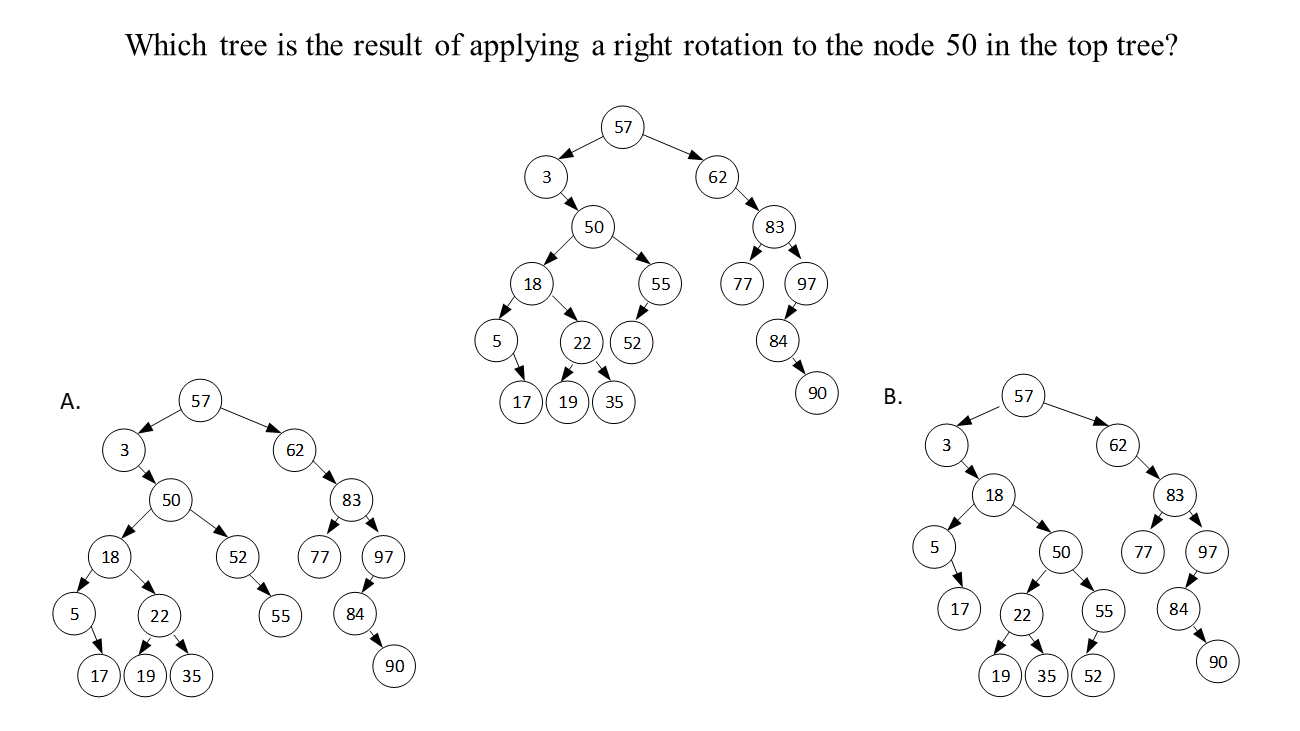 Which tree is the result of applying a right rotation to the node 50 in the top tree?
57
3 62
50 83
18 55 77 97
5 22 52 84
17 19 35 90
A.
57
3 62
50 83
18 52 77 97
5 22 55 84
17 19 35 90
B.
57
3 62
18 83
5 50 77 97
17 22 55 84
19 35 52 90